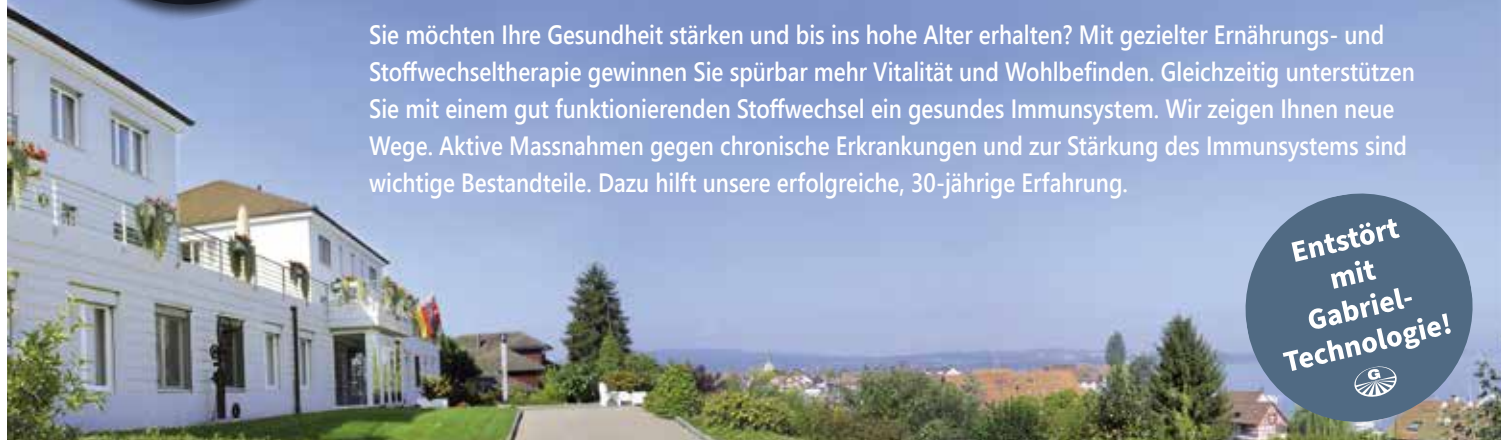 Sie möchten Ihre Gesundheit stärken und bis ins hohe Alter erhalten? Mit gezielter Ernährungs- und
Stoffwechseltherapie gewinnen Sie spürbar mehr Vitalität und Wohlbefinden. Gleichzeitig unterstützen
Sie mit einem gut funktionierenden Stoffwechsel ein gesundes Immunsystem. Wir zeigen Ihnen neue
Wege. Aktive Massnahmen gegen chronische Erkrankungen und zur Stärkung des Immunsystems sind
wichtige Bestandteile. Dazu hilft unsere erfolgreiche, 30-jährige Erfahrung.
Entstört
mit
Gabriel-
Technologie!
G